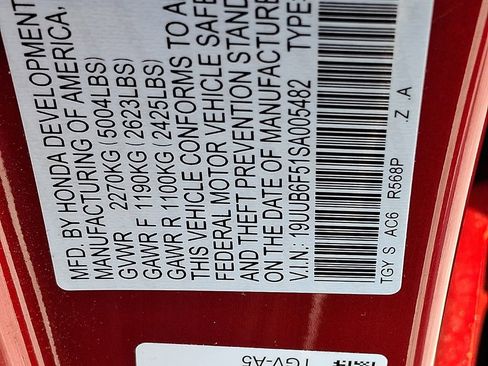 MFD. BY HONDA DEVELOPMENT
MANUFACTURING OF AMERICA,
GVWR 2270KG (5004LBS)
GAWR F 1190KG (2623LBS)
GAWR R 1100KG (2425LBS)
THIS VEHICLE CONFORMS TO A
FEDERAL MOTOR VEHICLE SAFE
AND THEFT PREVENTION STAND
ON THE DATE OF MANUFACTURE
V.I.N.: 19UUB6F51SA005482 TYPE:
TGY S AC6 R568P .Z .A
TGV-A5